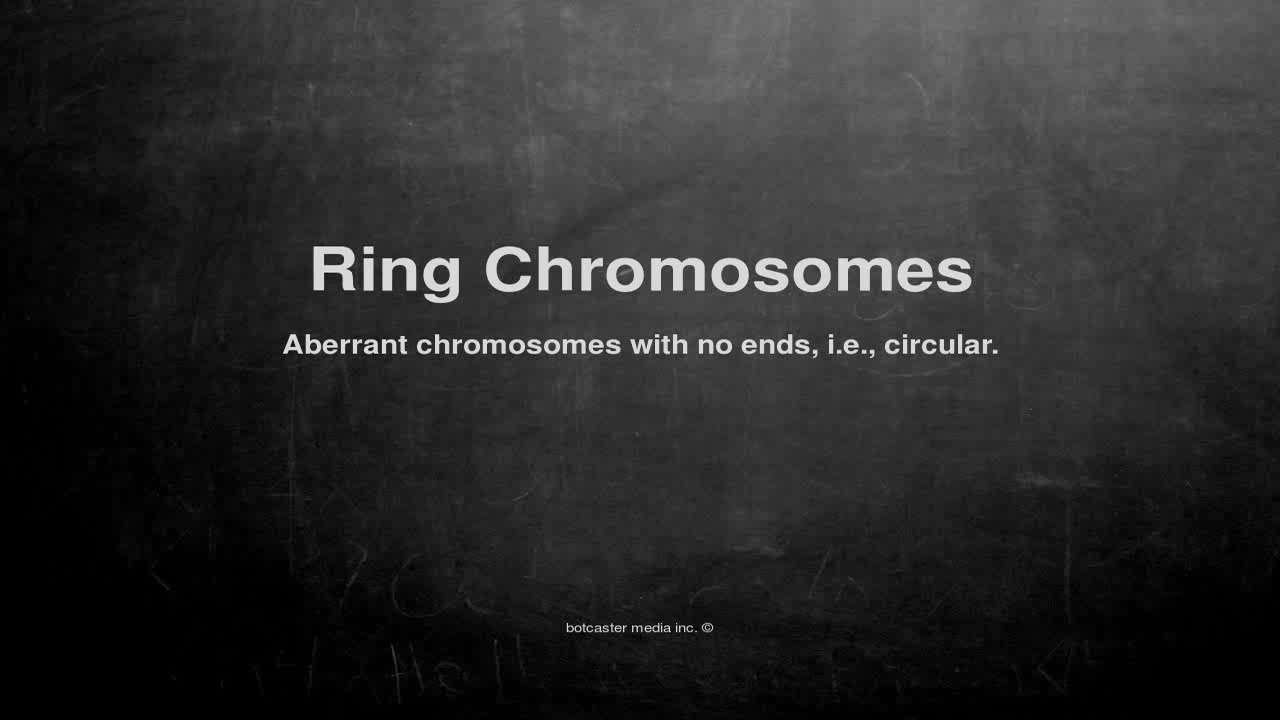 Ring Chromosomes
Aberrant chromosomes with no ends, i.e., circular.
botcaster media inc. ©